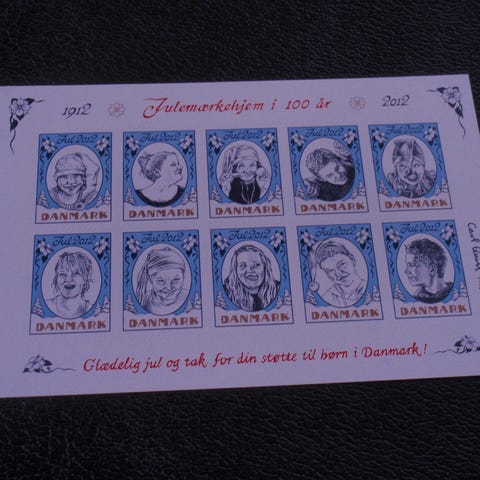 1912 Julemærkehjem i 100 år 2012
Jul 2012 Jul 2012 Jul 2012 Jul 2012 Jul 2012
DANMARK DANMARK DANMARK DANMARK DANMARK
Jul 2012 Jul 2012 Jul 2012 Jul 2012 Jul 2012
DANMARK DANMARK DANMARK DANMARK DANMARK
Glædelig jul og tak for din støtte til børn i Danmark!